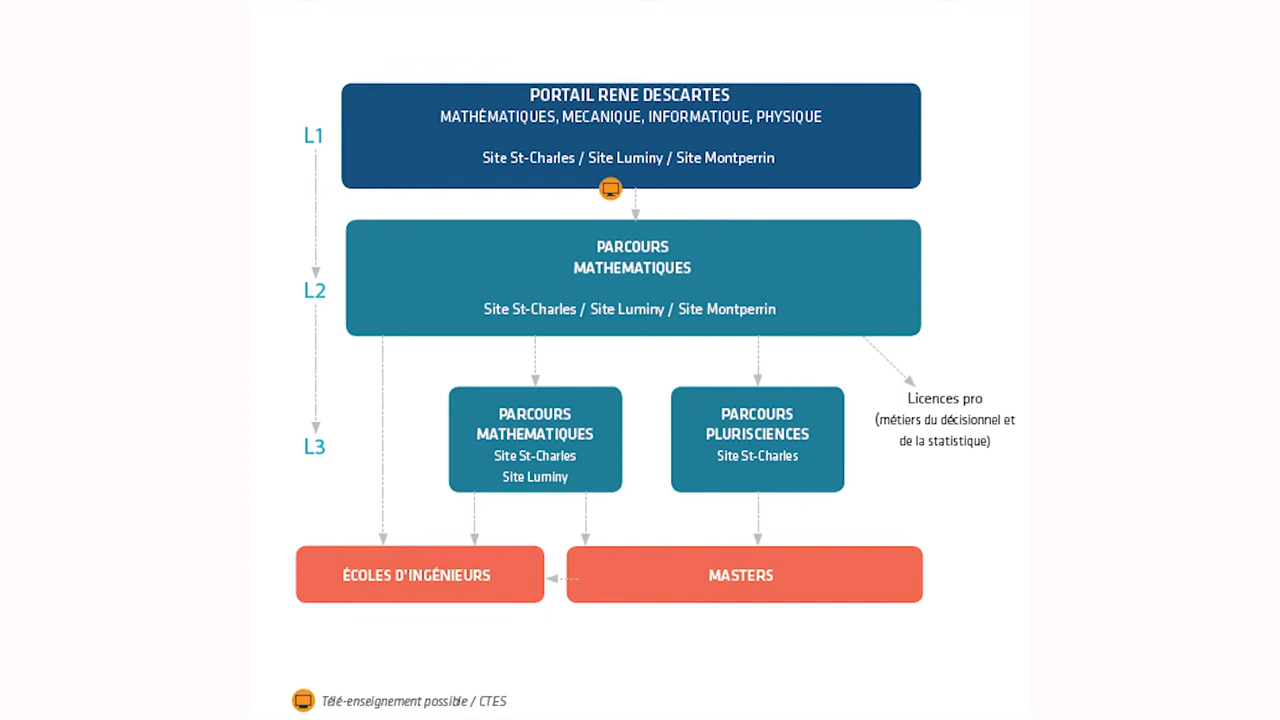 PORTAIL RENE DESCARTES
MATHÉMATIQUES, MECANIQUE, INFORMATIQUE, PHYSIQUE
L1
Site St-Charles / Site Luminy / Site Montperrin
PARCOURS
MATHEMATIQUES
L2
Site St-Charles / Site Luminy / Site Montperrin
Licences pro
(métiers du décisionnel et
de la statistique)
L3
PARCOURS
MATHEMATIQUES
Site St-Charles
Site Luminy
PARCOURS
PLURISCIENCES
Site St-Charles
ÉCOLES D'INGÉNIEURS
MASTERS
Télé-enseignement possible / CTES